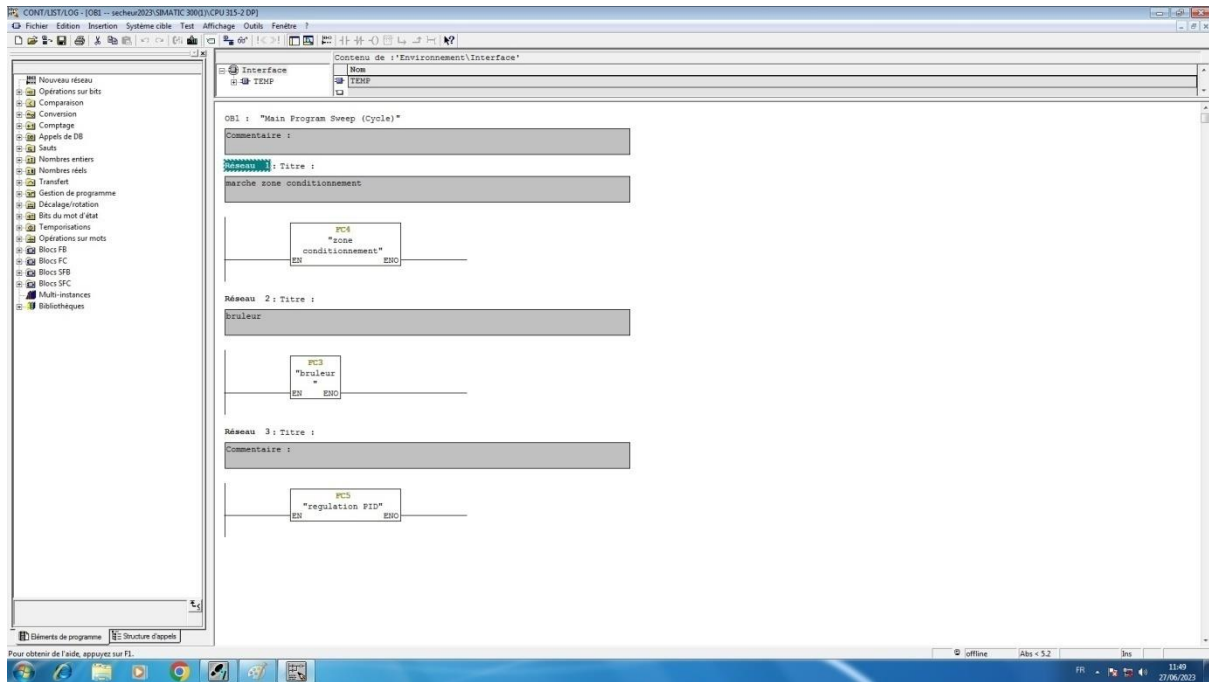 CONT/LIST/LOG - [OB1 -- secheur2023\SIMATIC 300(1)\CPU 315-2 DP]
Fichier Edition Insertion Système cible Test Affichage Outils Fenêtre ?
Contenu de :'Environnement\Interface'
Interface
TEMP
Nom
TEMP
Nouveau réseau
Opérations sur bits
Comparaison
Conversion
Comptage
Appels de DB
Sauts
Nombres entiers
Nombres réels
Transfert
Gestion de programme
Décalage/rotation
Bits du mot d'état
Temporisations
Opérations sur mots
Blocs FB
Blocs FC
Blocs SFB
Blocs SFC
Multi-instances
Bibliothèques
OB1 : "Main Program Sweep (Cycle)"
Commentaire :
Réseau 1 : Titre :
marche zone conditionnement
FC4
"zone
conditionnement"
EN ENO
Réseau 2 : Titre :
bruleur
FC3
"bruleur
"
EN ENO
Réseau 3 : Titre :
Commentaire :
FC5
"regulation PID"
EN ENO
Eléments de programme Structure d'appels
Pour obtenir de l'aide, appuyez sur F1.
offline Abs < 5.2 Ins
FR 11:49
27/06/2023